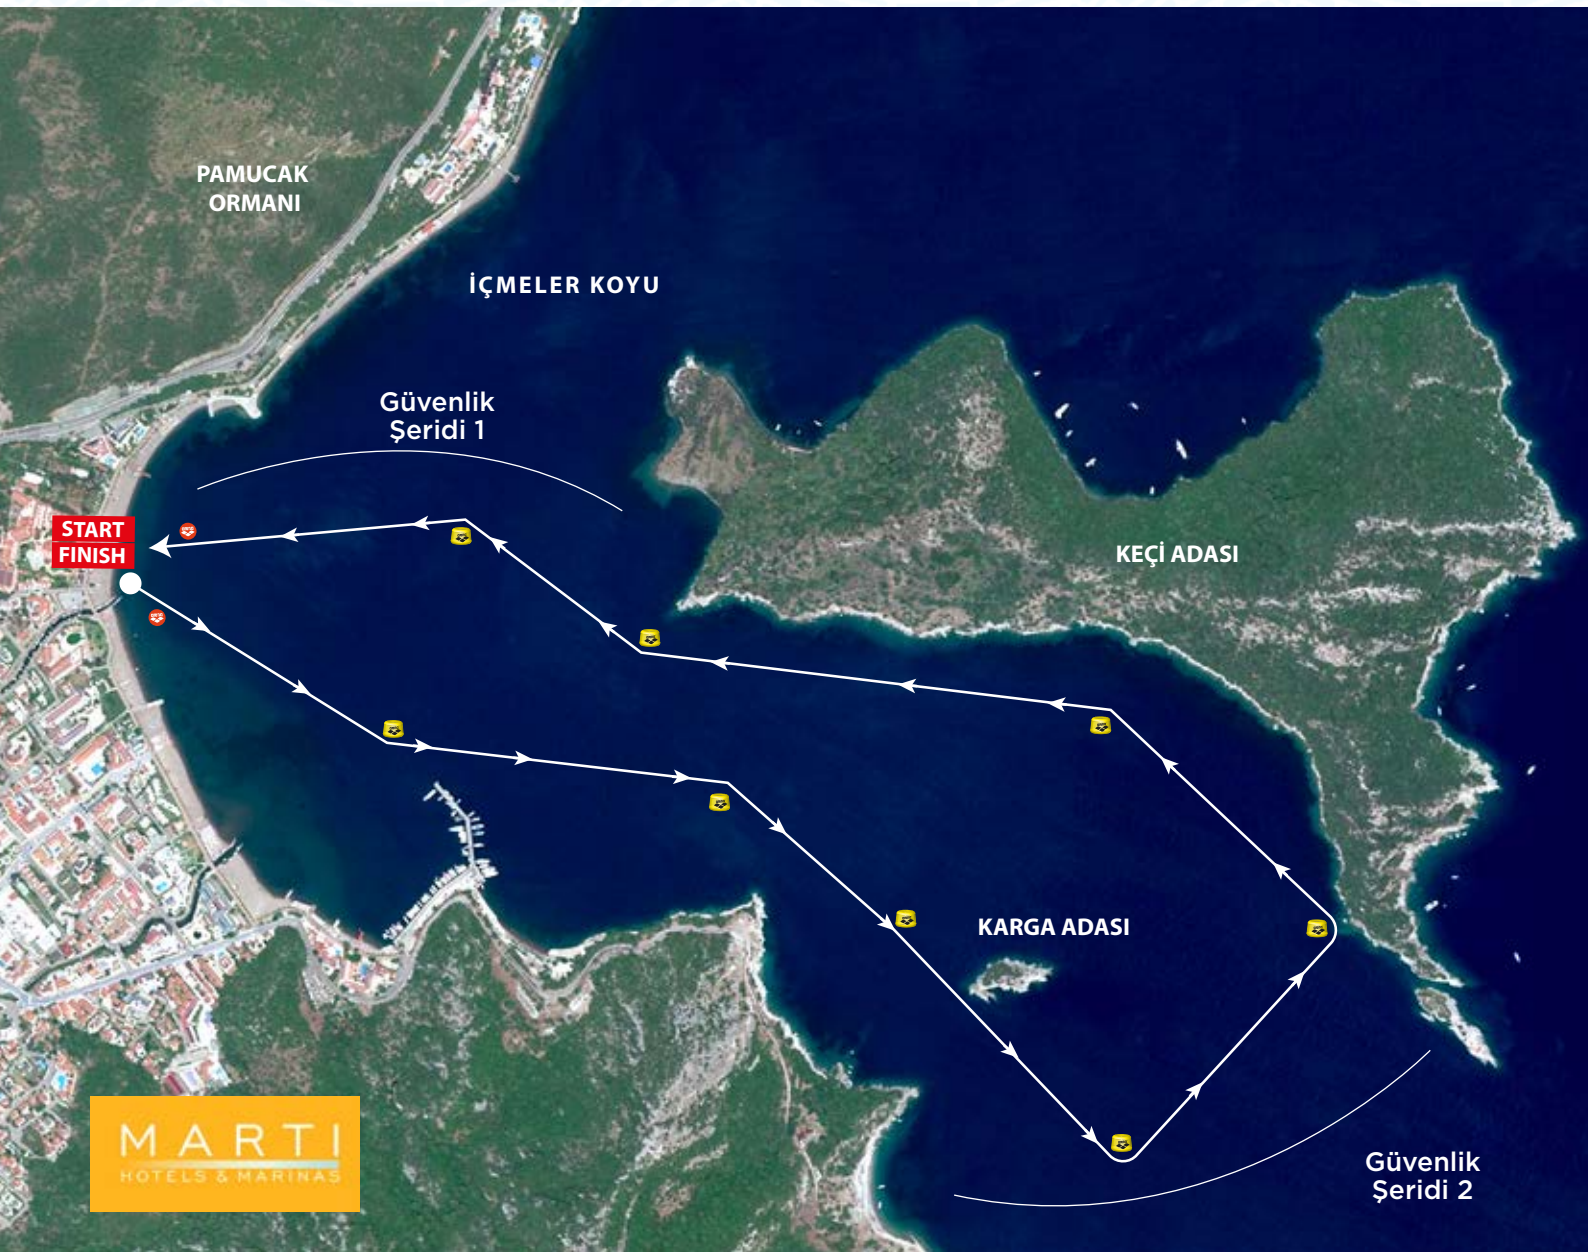 PAMUCAK
ORMANI
İÇMELER KOYU
Güvenlik
Şeridi 1
START
FINISH
KEÇİ ADASI
KARGA ADASI
MARTI
HOTELS & MARINAS
Güvenlik
Şeridi 2